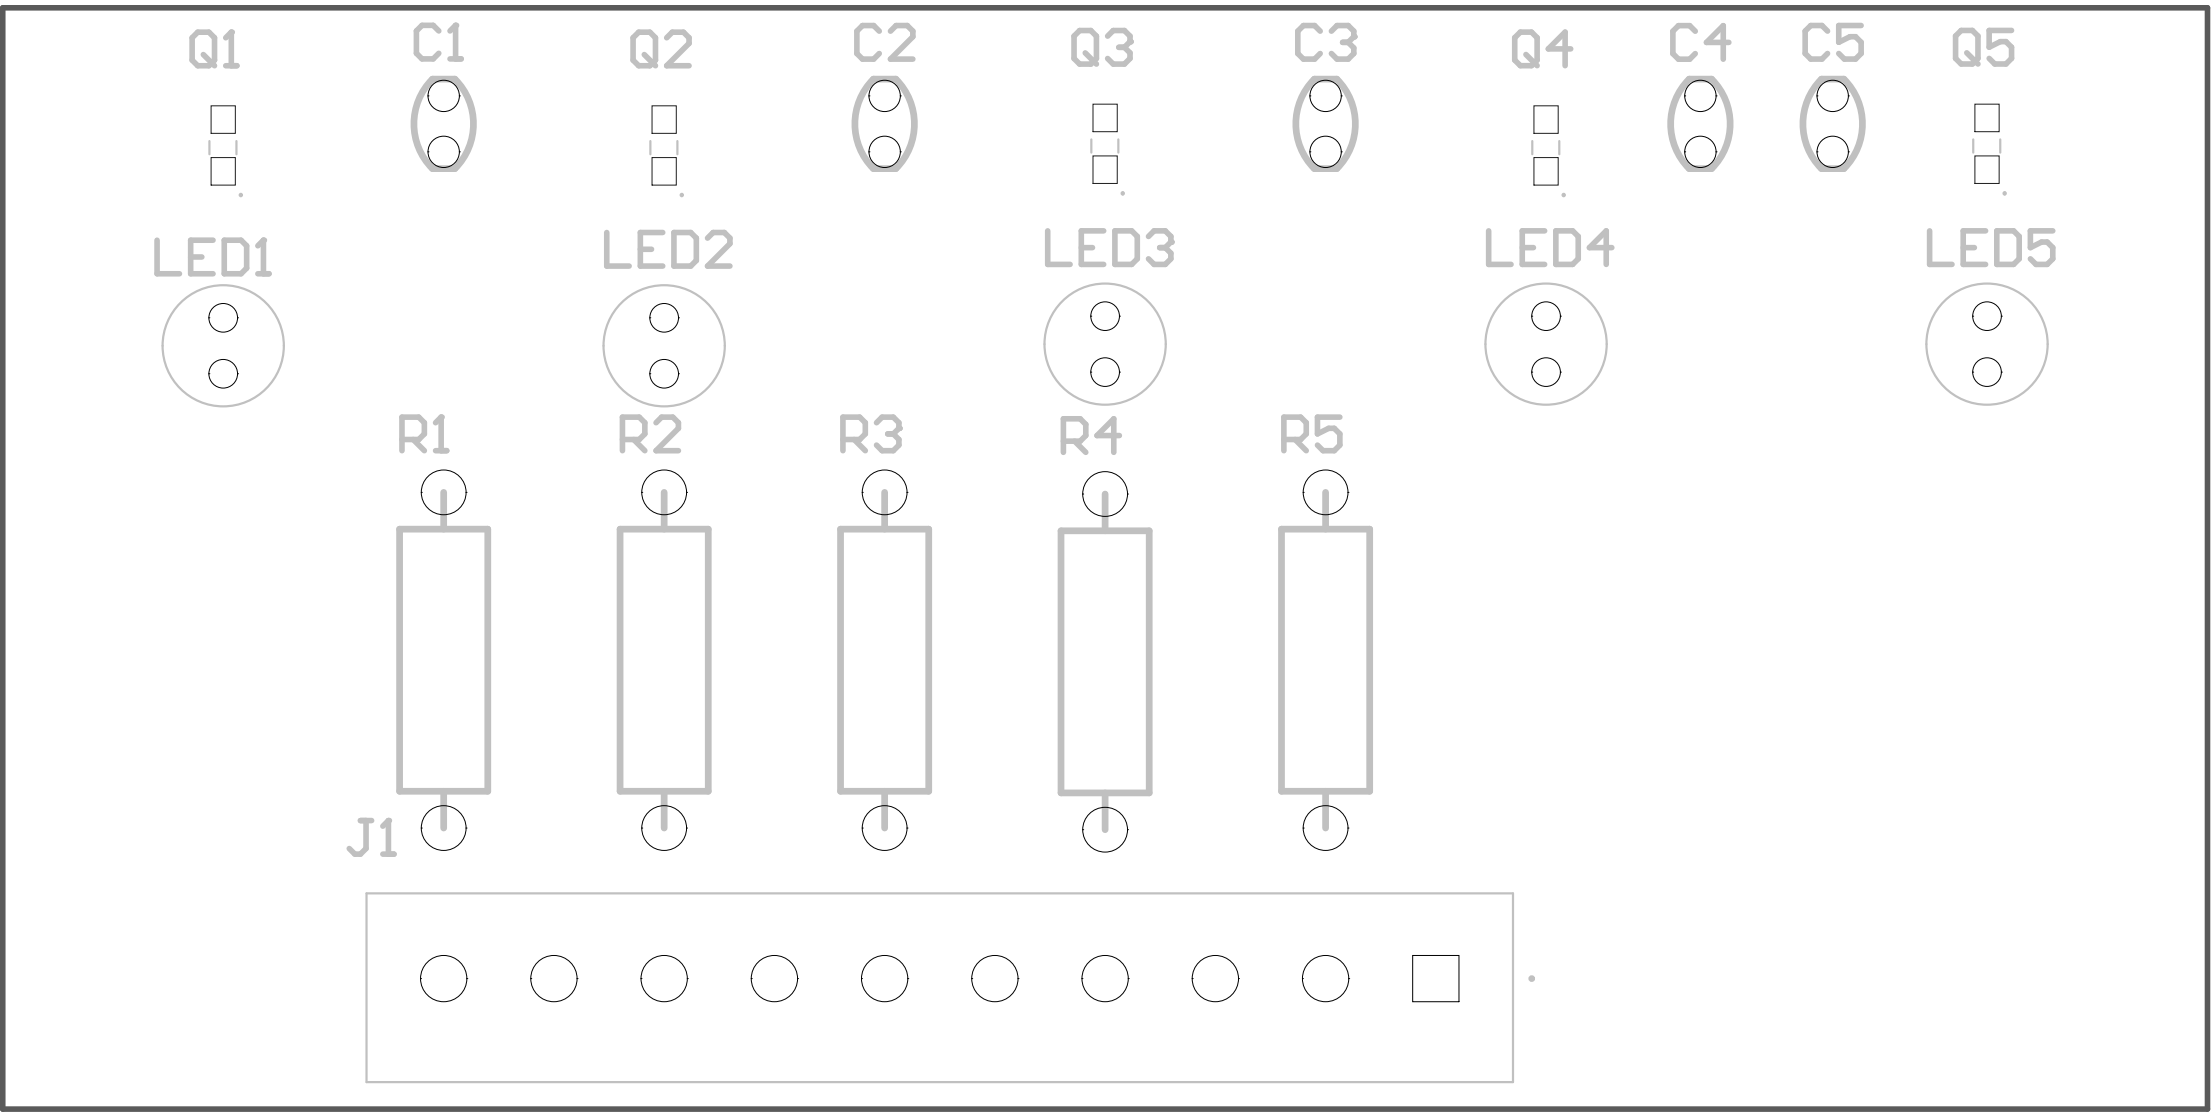 Q1 C1 Q2 C2 Q3 C3 Q4 C4 C5 Q5
LED1 LED2 LED3 LED4 LED5
R1 R2 R3 R4 R5
J1